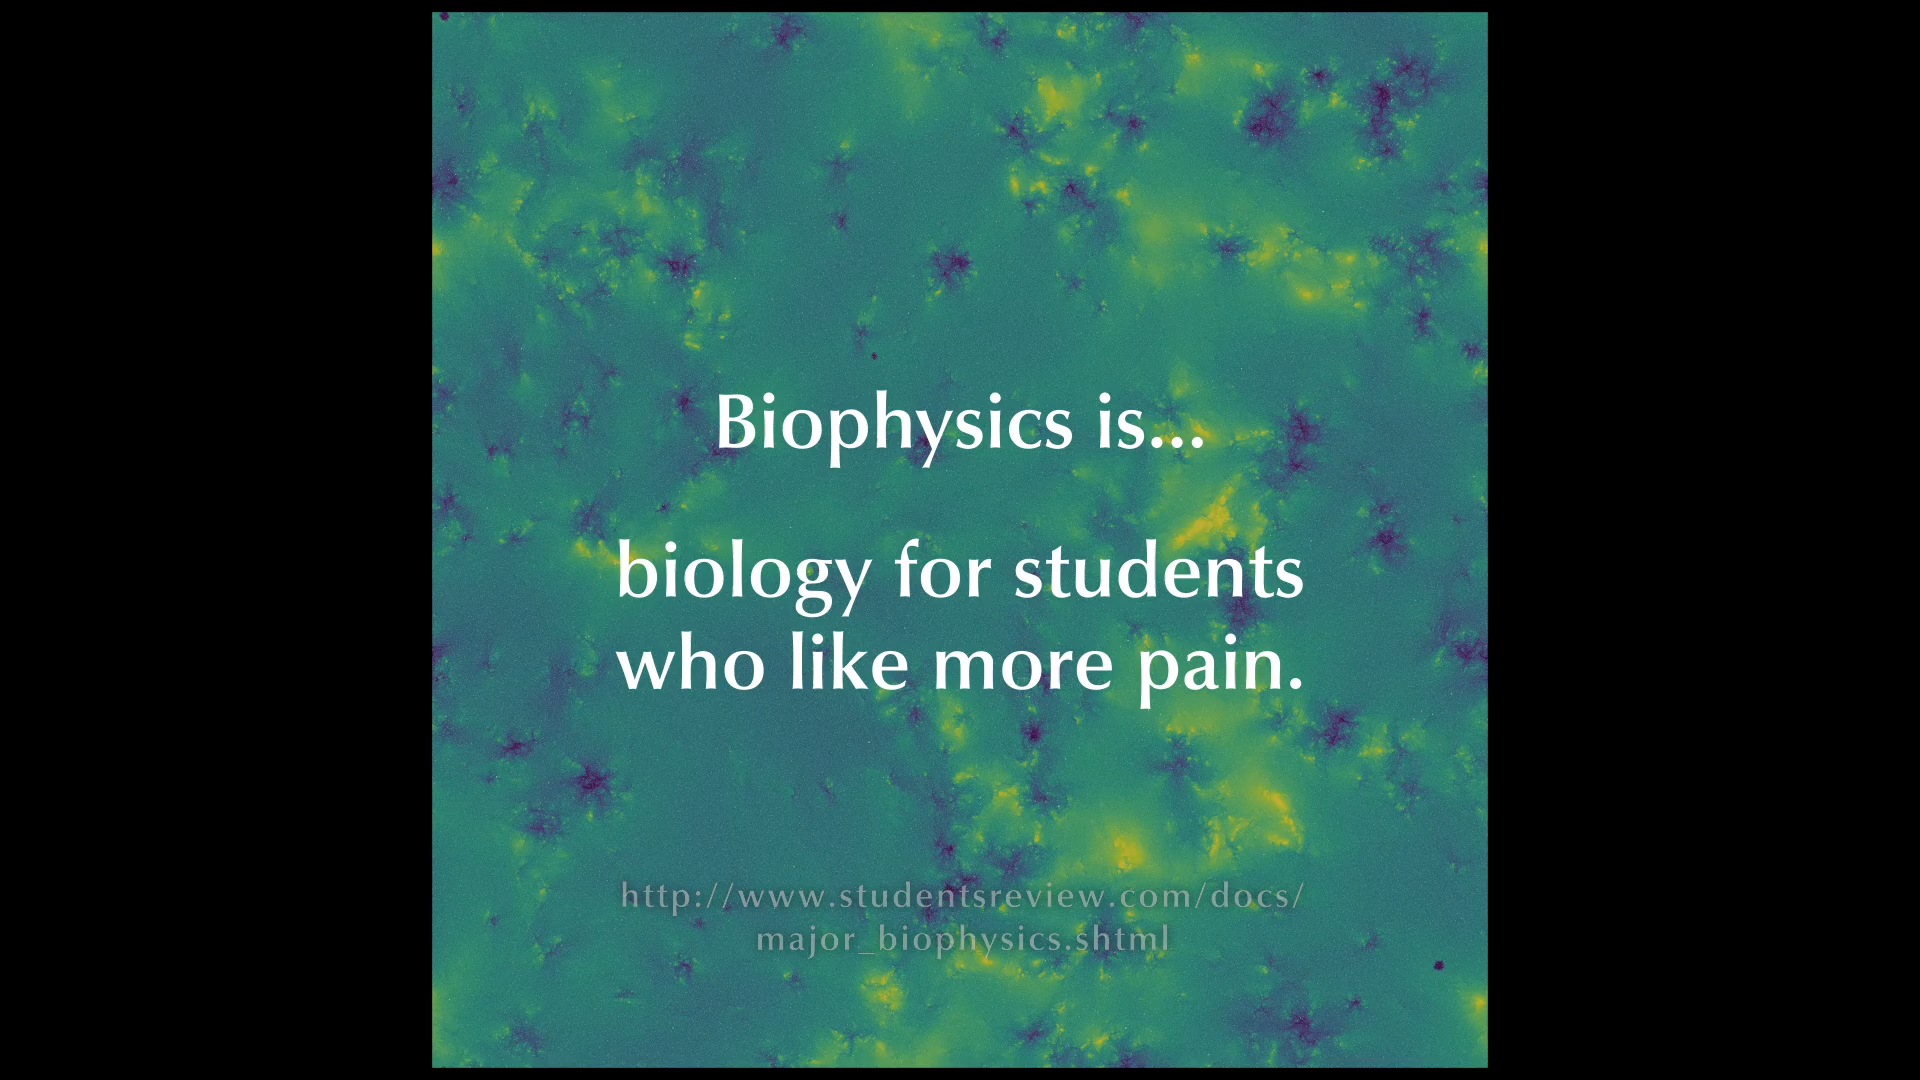 Biophysics is...
biology for students
who like more pain.
http://www.studentsreview.com/docs/
major_biophysics.shtml